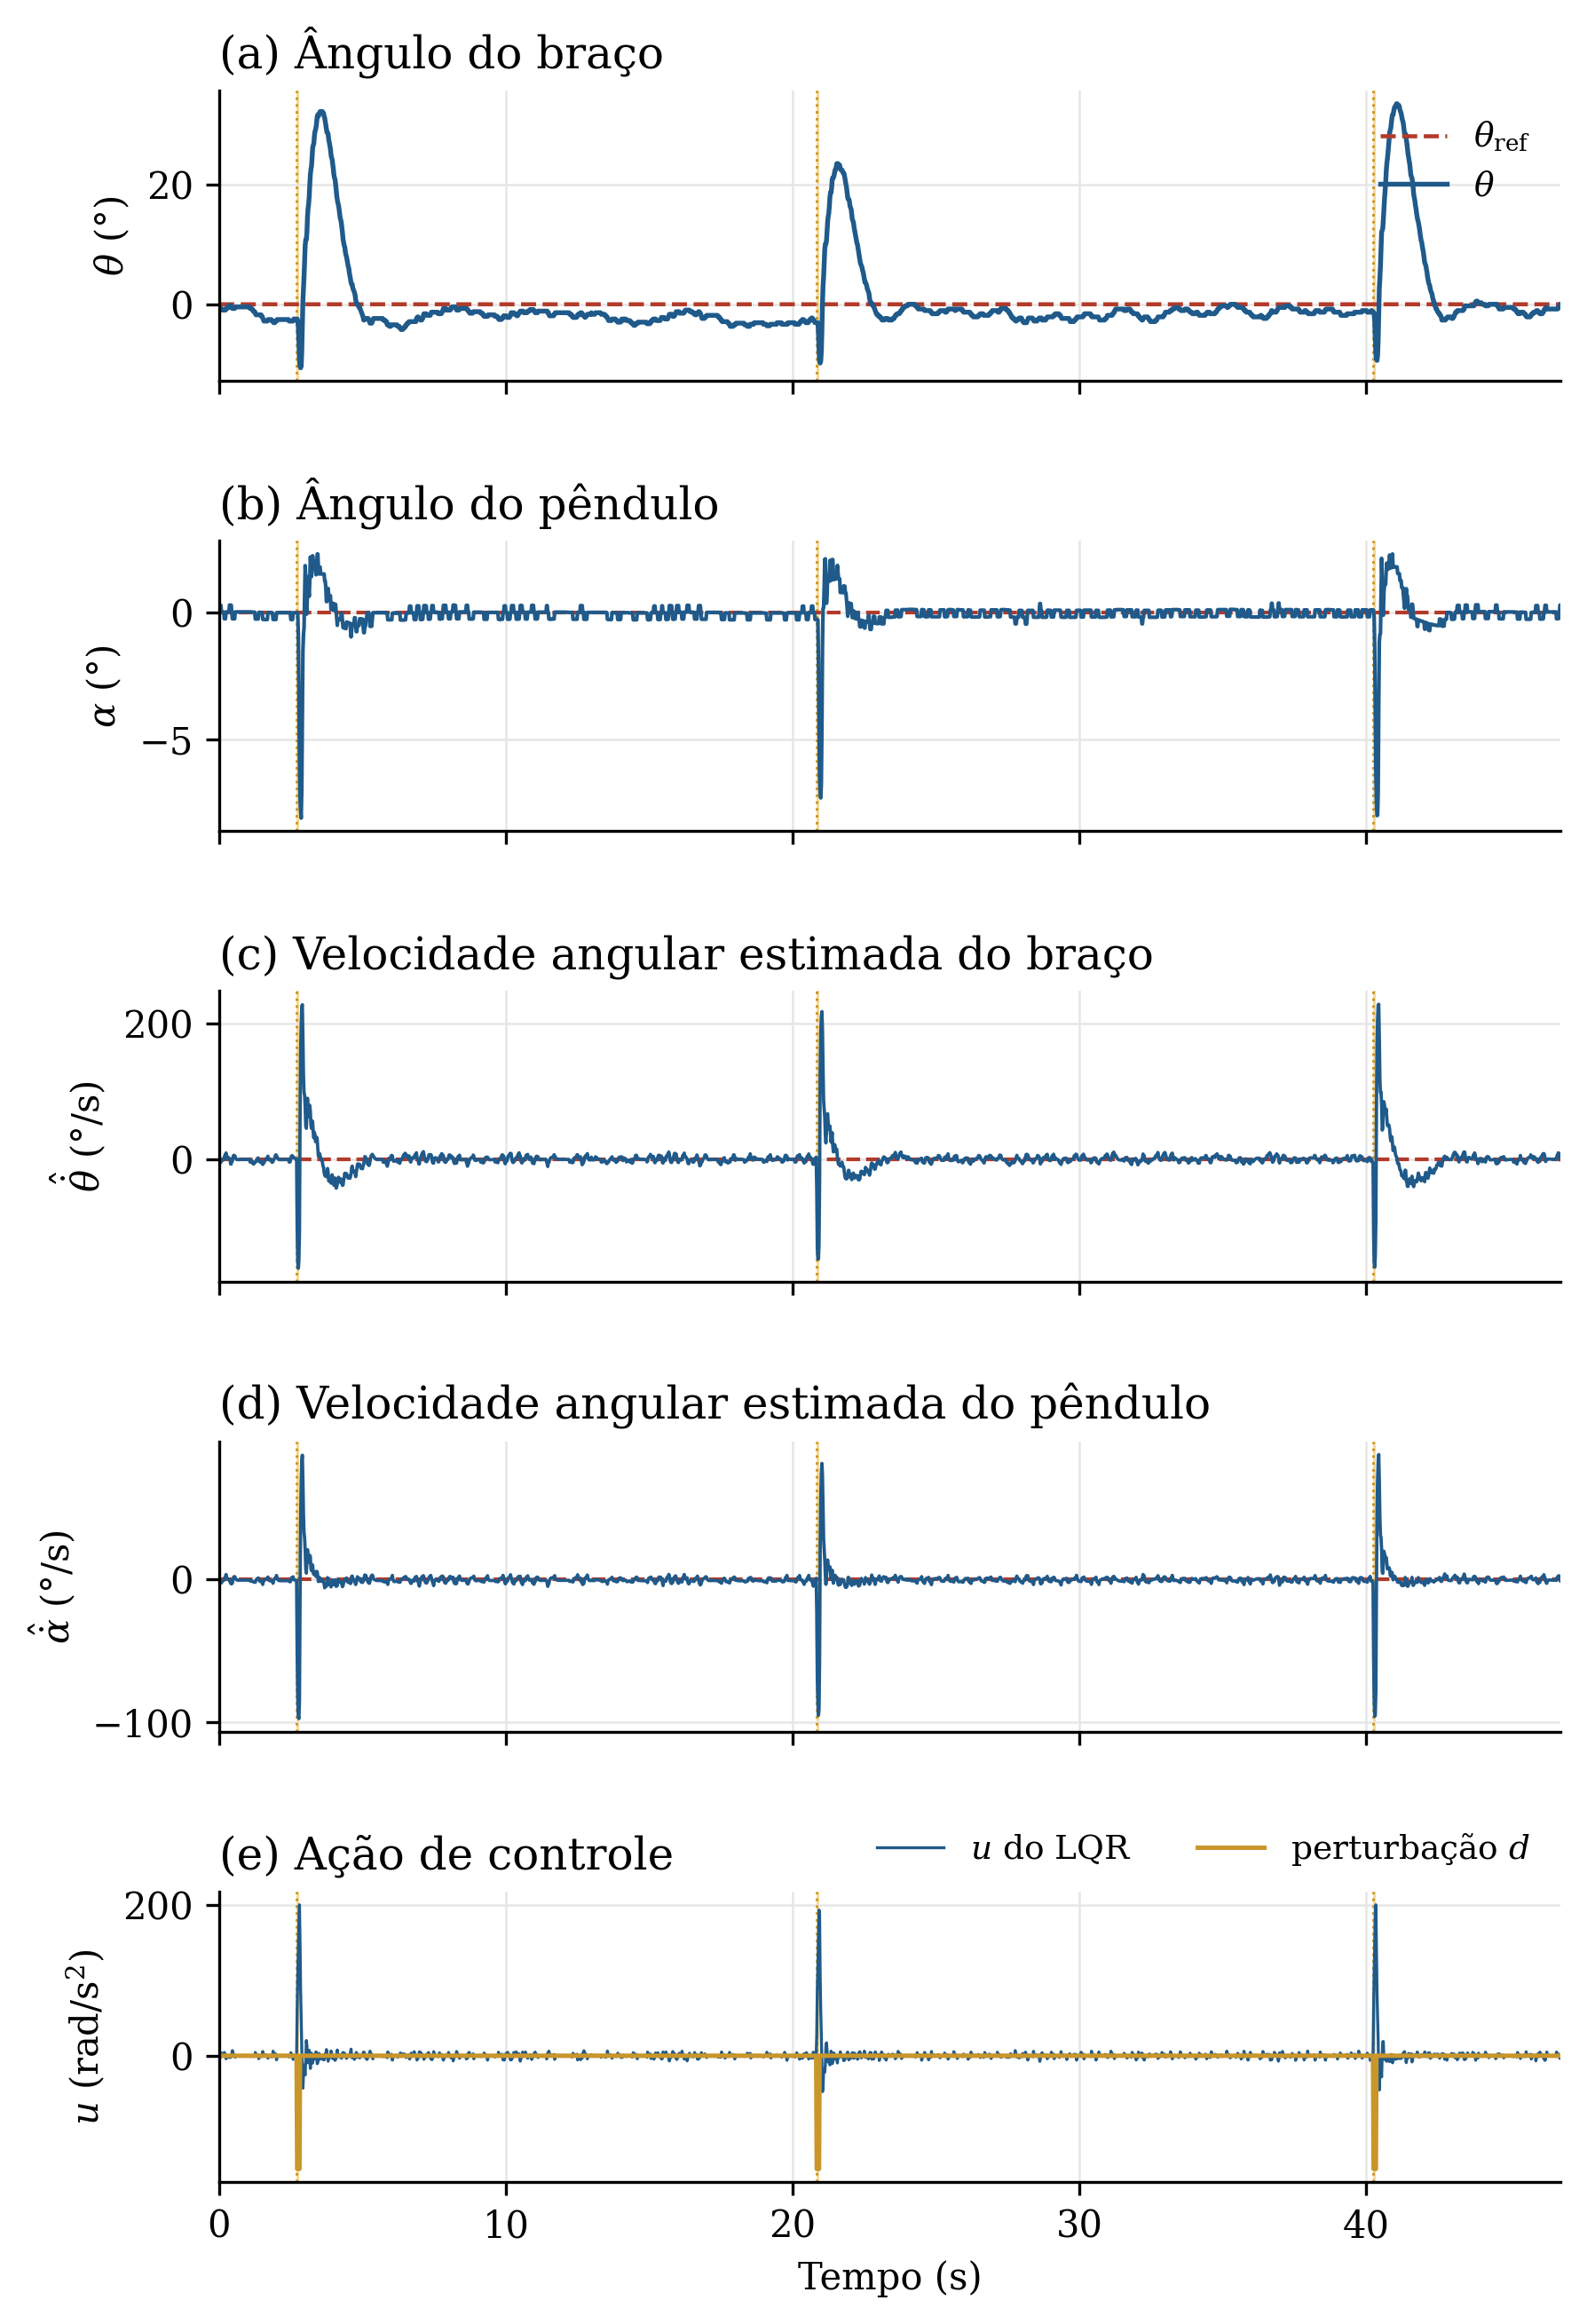 (a) Ângulo do braço
θ (°)
20
0
θref
θ
(b) Ângulo do pêndulo
α (°)
0
−5
(c) Velocidade angular estimada do braço
θ̇̂ (°/s)
200
0
(d) Velocidade angular estimada do pêndulo
α̇̂ (°/s)
0
−100
(e) Ação de controle
u do LQR
perturbação d
u (rad/s²)
200
0
0 10 20 30 40
Tempo (s)